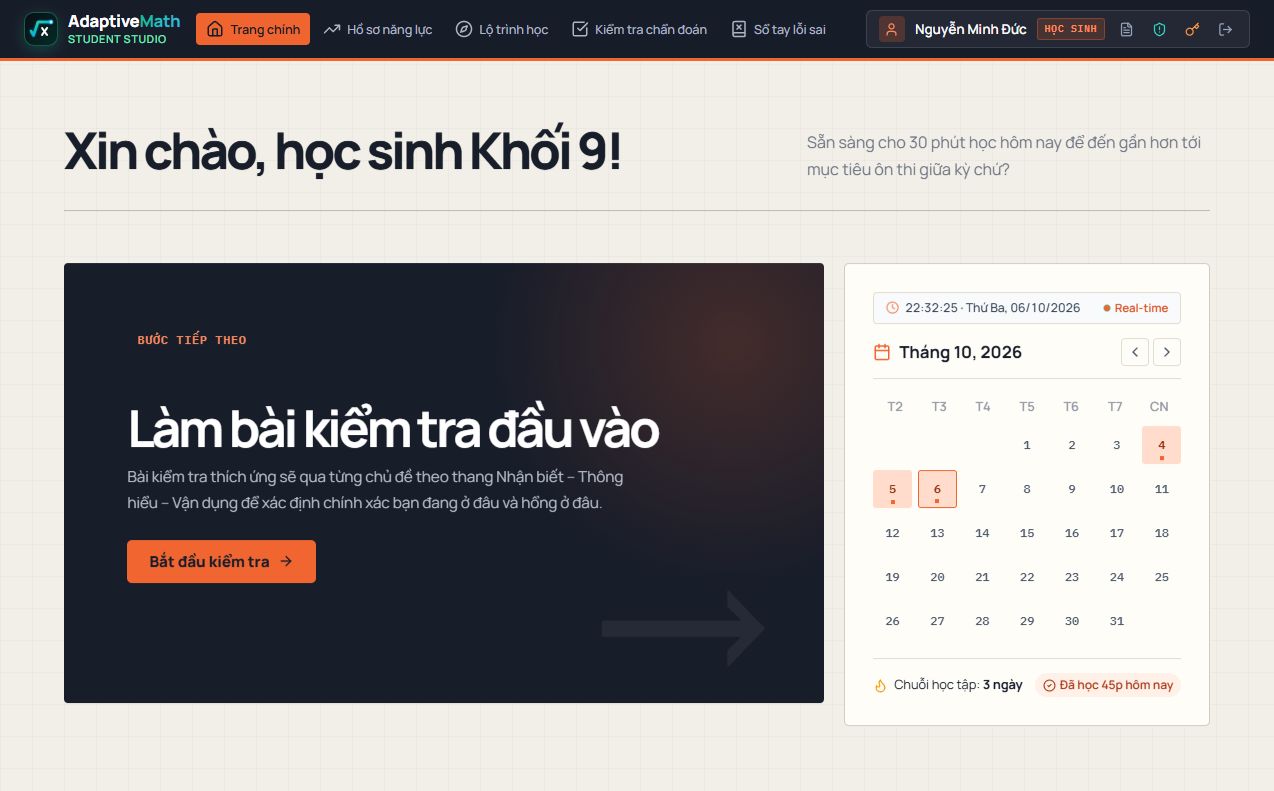 AdaptiveMath
STUDENT STUDIO
Trang chính
Hồ sơ năng lực
Lộ trình học
Kiểm tra chẩn đoán
Sổ tay lỗi sai
Nguyễn Minh Đức
HỌC SINH
Xin chào, học sinh Khối 9!
Sẵn sàng cho 30 phút học hôm nay để đến gần hơn tới
mục tiêu ôn thi giữa kỳ chứ?
BƯỚC TIẾP THEO
Làm bài kiểm tra đầu vào
Bài kiểm tra thích ứng sẽ qua từng chủ đề theo thang Nhận biết – Thông
hiểu – Vận dụng để xác định chính xác bạn đang ở đâu và hổng ở đâu.
Bắt đầu kiểm tra
22:32:25 · Thứ Ba, 06/10/2026
Real-time
Tháng 10, 2026
T2 T3 T4 T5 T6 T7 CN
1 2 3 4
5 6 7 8 9 10 11
12 13 14 15 16 17 18
19 20 21 22 23 24 25
26 27 28 29 30 31
Chuỗi học tập: 3 ngày
Đã học 45p hôm nay